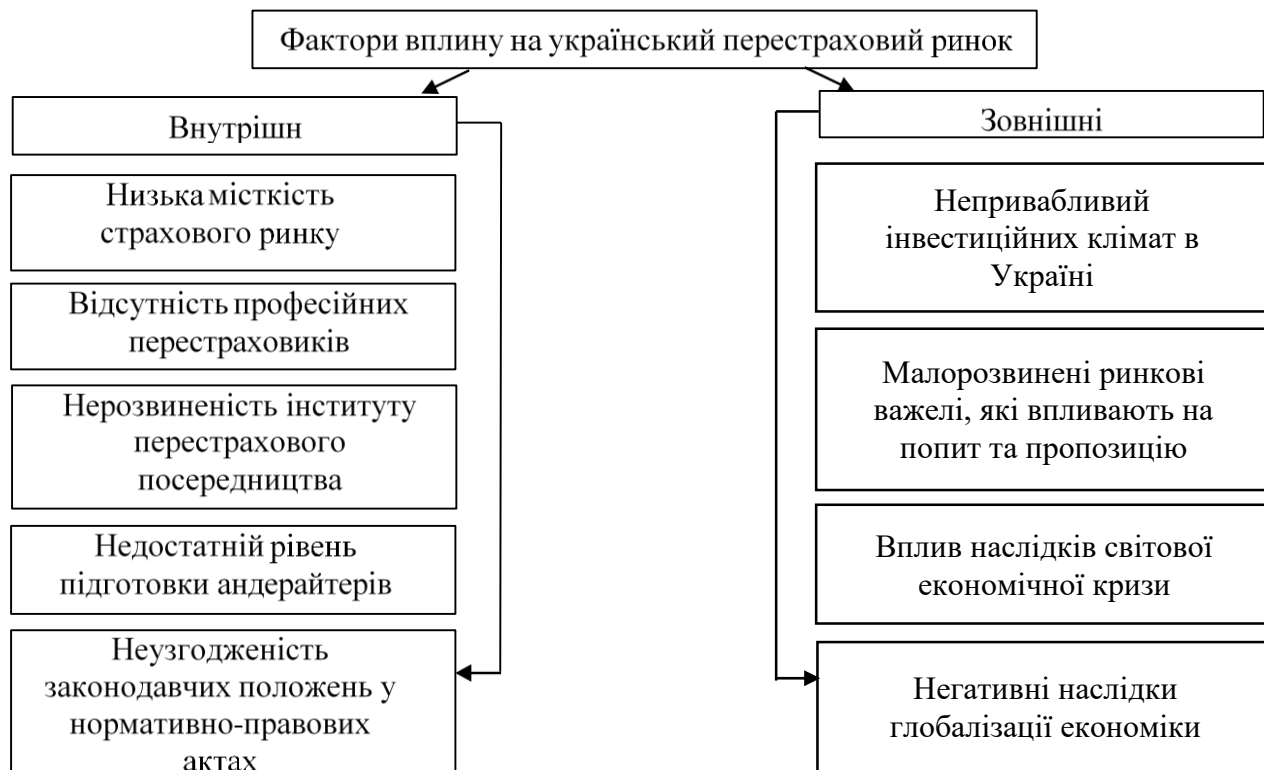 Фактори вплину на український перестраховий ринок
Внутрішн
Низька місткість
страхового ринку
Відсутність професійних
перестраховиків
Нерозвиненість інституту
перестрахового
посередництва
Недостатній рівень
підготовки андерайтерів
Неузгодженість
законодавчих положень у
нормативно-правових
актах
Зовнішні
Непривабливий
інвестиційних клімат в
Україні
Малорозвинені ринкові
важелі, які впливають на
попит та пропозицію
Вплив наслідків світової
економічної кризи
Негативні наслідки
глобалізації економіки